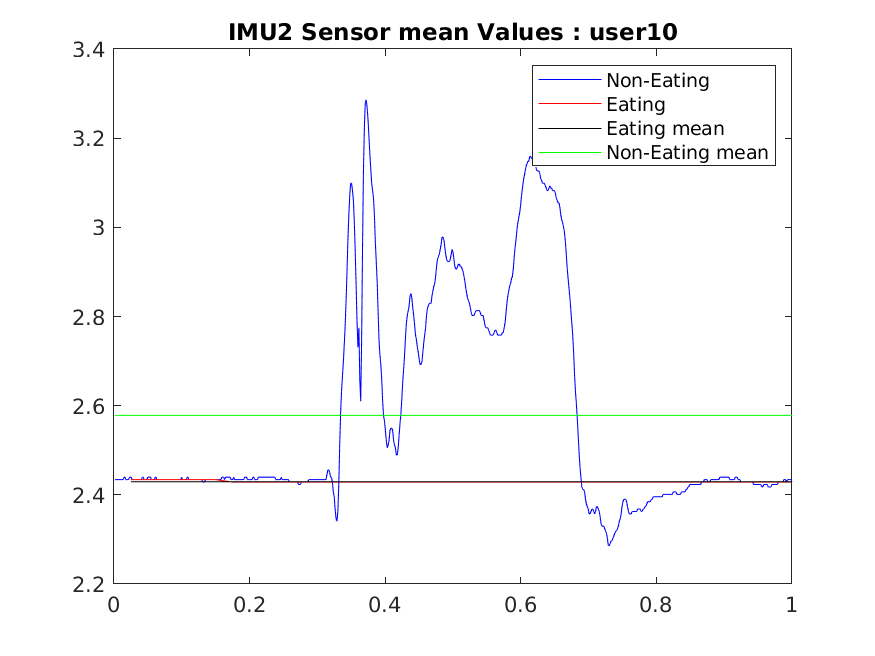 IMU2 Sensor mean Values : user10
3.4
3.2
3
2.8
2.6
2.4
2.2
0
0.2
0.4
0.6
0.8
1
Non-Eating
Eating
Eating mean
Non-Eating mean